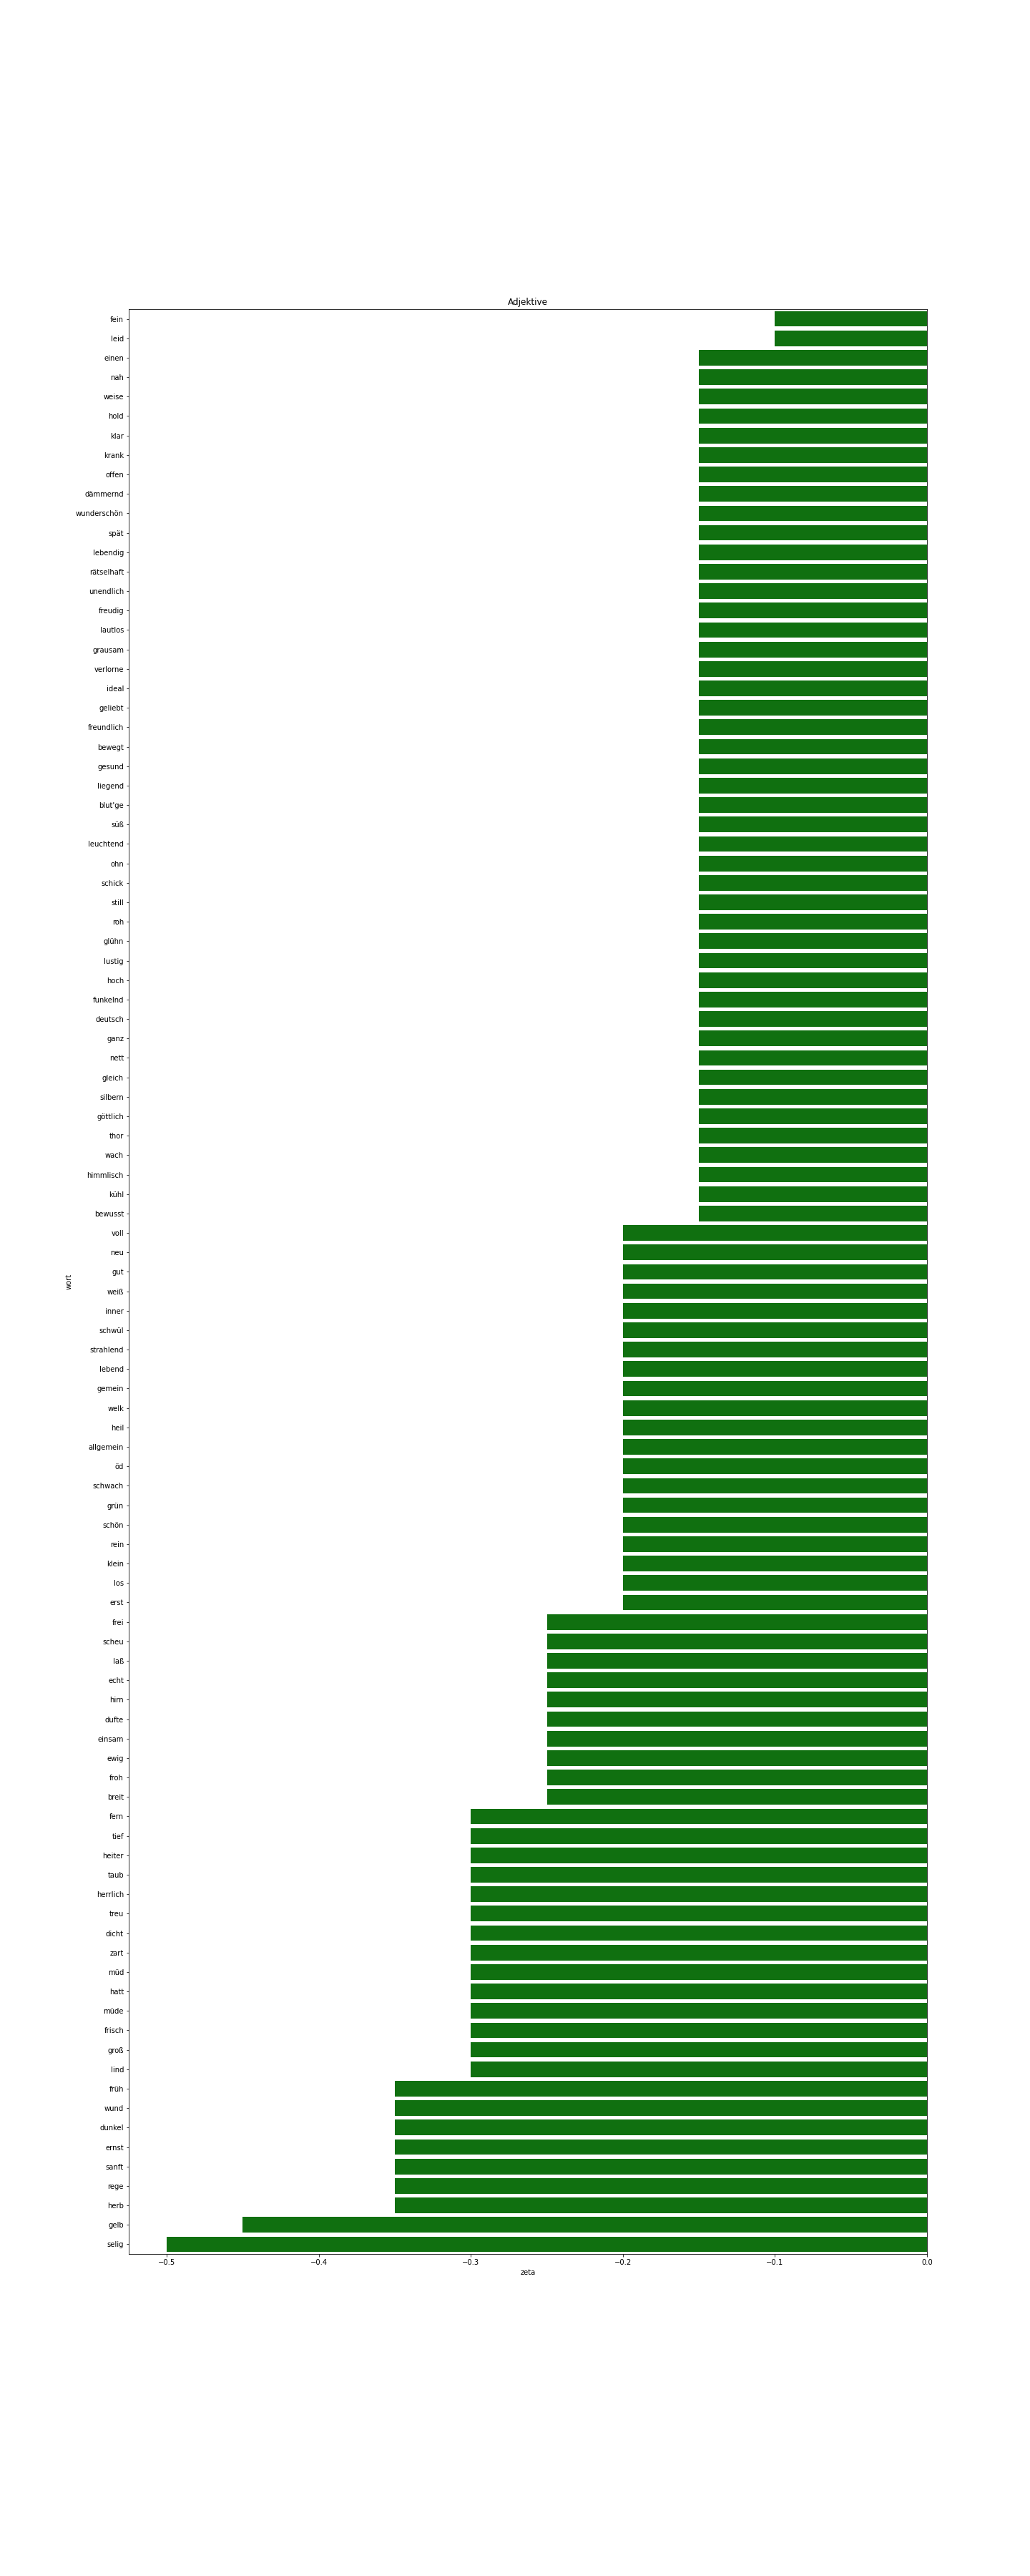 Adjektive
fein
leid
einen
nah
weise
hold
klar
krank
offen
dämmernd
wunderschön
spät
lebendig
rätselhaft
unendlich
freudig
lautlos
grausam
verlorne
ideal
geliebt
freundlich
bewegt
gesund
liegend
blut'ge
süß
leuchtend
ohn
schick
still
roh
glühn
lustig
hoch
funkelnd
deutsch
ganz
nett
gleich
silbern
göttlich
thor
wach
himmlisch
kühl
bewusst
voll
neu
gut
weiß
inner
schwül
strahlend
lebend
gemein
welk
heil
allgemein
öd
schwach
grün
schön
rein
klein
los
erst
frei
scheu
laß
echt
hirn
dufte
einsam
ewig
froh
breit
fern
tief
heiter
taub
herrlich
treu
dicht
zart
müd
hatt
müde
frisch
groß
lind
früh
wund
dunkel
ernst
sanft
rege
herb
gelb
selig
wort
−0.5 −0.4 −0.3 −0.2 −0.1 0.0
zeta